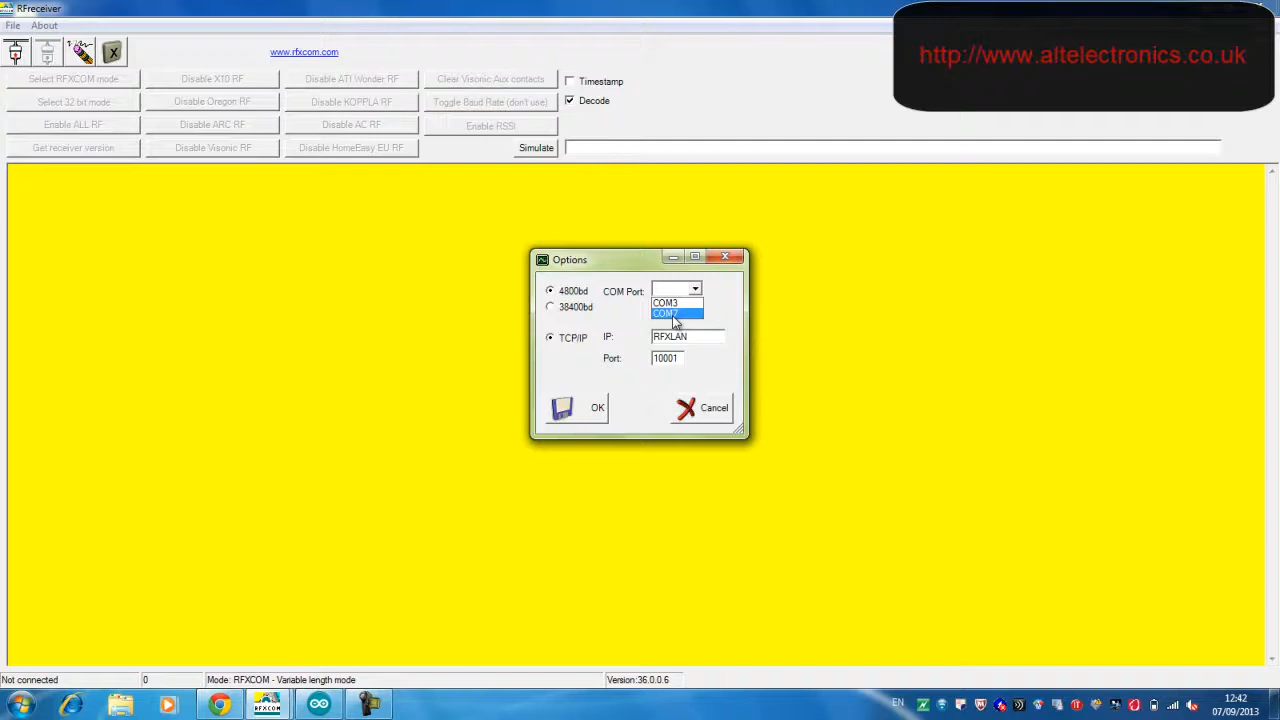 RFreceiver
File About
http://www.altelectronics.co.uk
www.rfxcom.com
Select RFXCOM mode Disable X10 RF Disable ATI Wonder RF Clear Visonic Aux contacts Timestamp
Select 32 bit mode Disable Oregon RF Disable KOPPLA RF Toggle Baud Rate (don't use) Decode
Enable ALL RF Disable ARC RF Disable AC RF Enable RSSI
Get receiver version Disable Visonic RF Disable HomeEasy EU RF Simulate
Options
4800bd COM Port:
COM3
38400bd COM7
TCP/IP IP: RFXLAN
Port: 10001
OK Cancel
Not connected 0 Mode: RFXCOM - Variable length mode Version:36.0.0.6
RFXCOM EN 12:42
07/09/2013